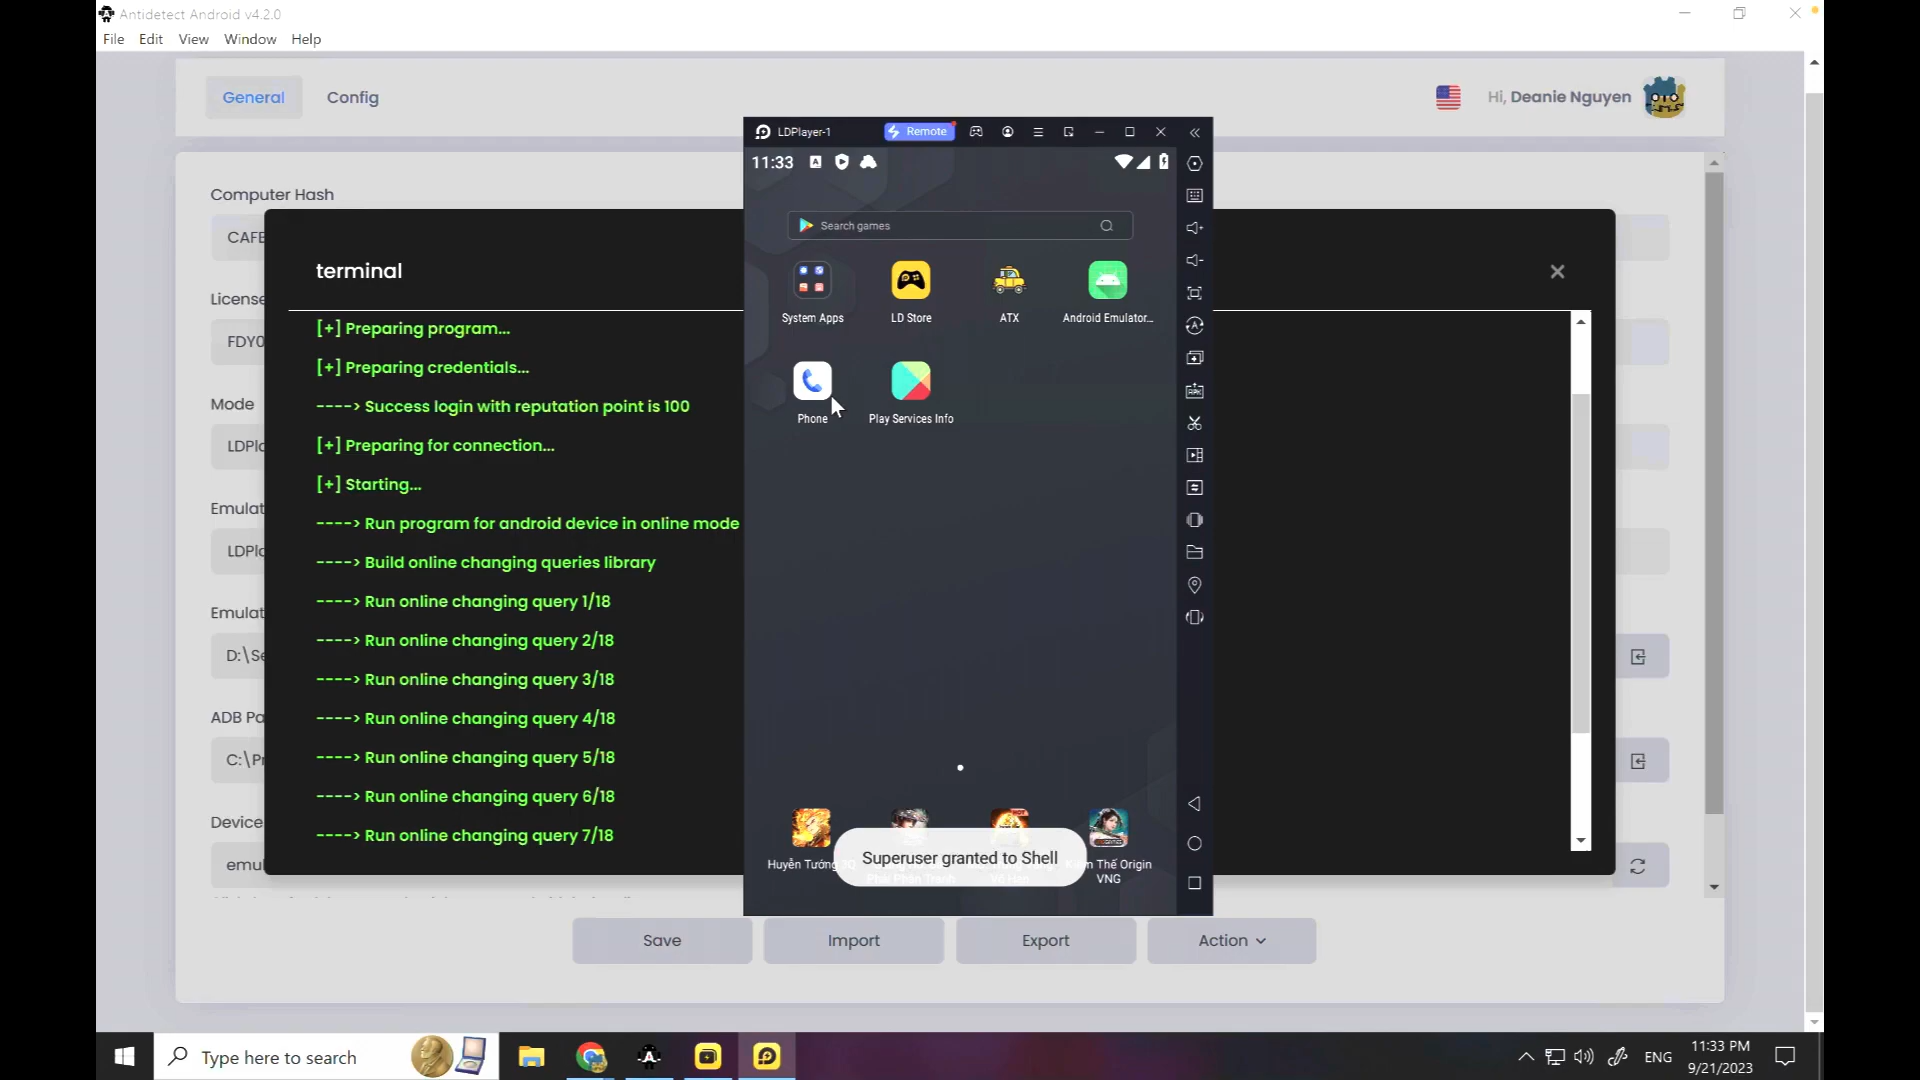 Antidetect Android v4.2.0
File Edit View Window Help
General Config
Hi, Deanie Nguyen
Computer Hash
CAFE
License
FDY0
Mode
LDPla
Emulat
LDPla
Emulat
D:\Se
ADB Pa
C:\Pr
Device
emul
terminal
[+] Preparing program...
[+] Preparing credentials...
----> Success login with reputation point is 100
[+] Preparing for connection...
[+] Starting...
----> Run program for android device in online mode
----> Build online changing queries library
----> Run online changing query 1/18
----> Run online changing query 2/18
----> Run online changing query 3/18
----> Run online changing query 4/18
----> Run online changing query 5/18
----> Run online changing query 6/18
----> Run online changing query 7/18
LDPlayer-1
Remote
11:33
Search games
System Apps
LD Store
ATX
Android Emulator...
Phone
Play Services Info
Huyễn Tướng
Thế Origin
VNG
Superuser granted to Shell
Save
Import
Export
Action
Type here to search
ENG
11:33 PM
9/21/2023